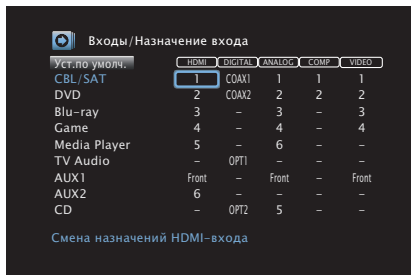 Входы/Назначение входа
Уст.по умолч. HDMI DIGITAL ANALOG COMP VIDEO
CBL/SAT 1 COAX1 1 1 1
DVD 2 COAX2 2 2 2
Blu-ray 3 – 3 – 3
Game 4 – 4 – 4
Media Player 5 – 6 – –
TV Audio – OPT1 – – –
AUX1 Front – Front – Front
AUX2 6 – – – –
CD – OPT2 5 – –
Смена назначений HDMI-входа